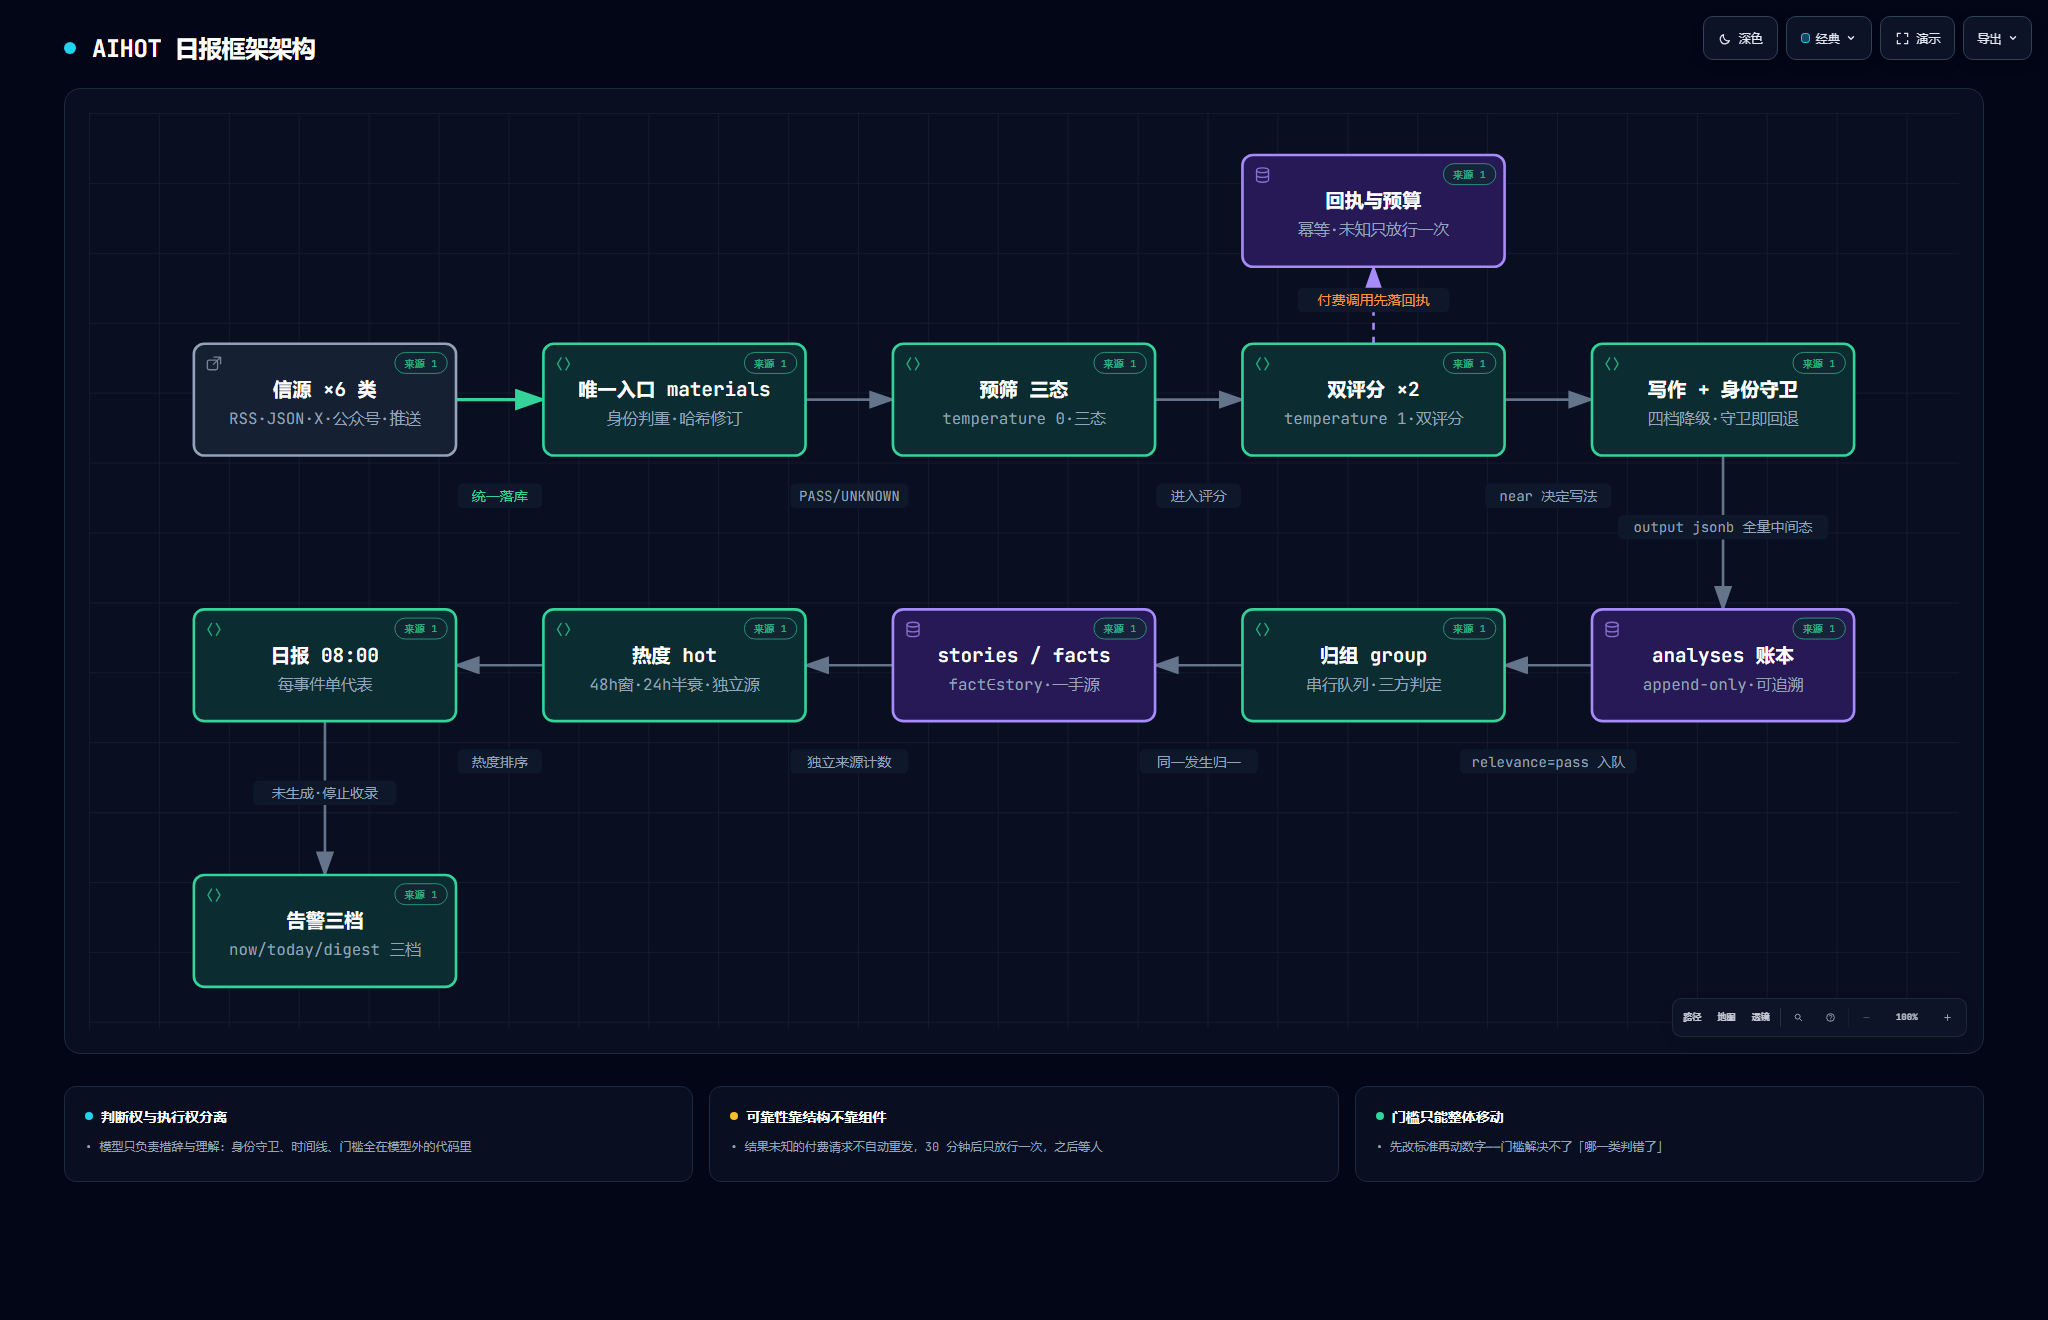 AIHOT 日报框架架构
深色
经典
演示
导出
来源 1
回执与预算
幂等·未知只放行一次
付费调用先落回执
来源 1
信源 ×6 类
RSS·JSON·X·公众号·推送
来源 1
唯一入口 materials
身份判重·哈希修订
来源 1
预筛 三态
temperature 0·三态
来源 1
双评分 ×2
temperature 1·双评分
来源 1
写作 + 身份守卫
四档降级·守卫即回退
统一落库
PASS/UNKNOWN
进入评分
near 决定写法
output jsonb 全量中间态
来源 1
日报 08:00
每事件单代表
来源 1
热度 hot
48h窗·24h半衰·独立源
来源 1
stories / facts
fact∈story·一手源
来源 1
归组 group
串行队列·三方判定
来源 1
analyses 账本
append-only·可追溯
热度排序
独立来源计数
同一发生归一
relevance=pass 入队
未生成·停止收录
来源 1
告警三档
now/today/digest 三档
路径
地图
透镜
100%
判断权与执行权分离
• 模型只负责措辞与理解: 身份守卫、时间线、门槛全在模型外的代码里
可靠性靠结构不靠组件
• 结果未知的付费请求不自动重发, 30 分钟后只放行一次, 之后等人
门槛只能整体移动
• 先改标准再动数字——门槛解决不了「哪一类判错了」